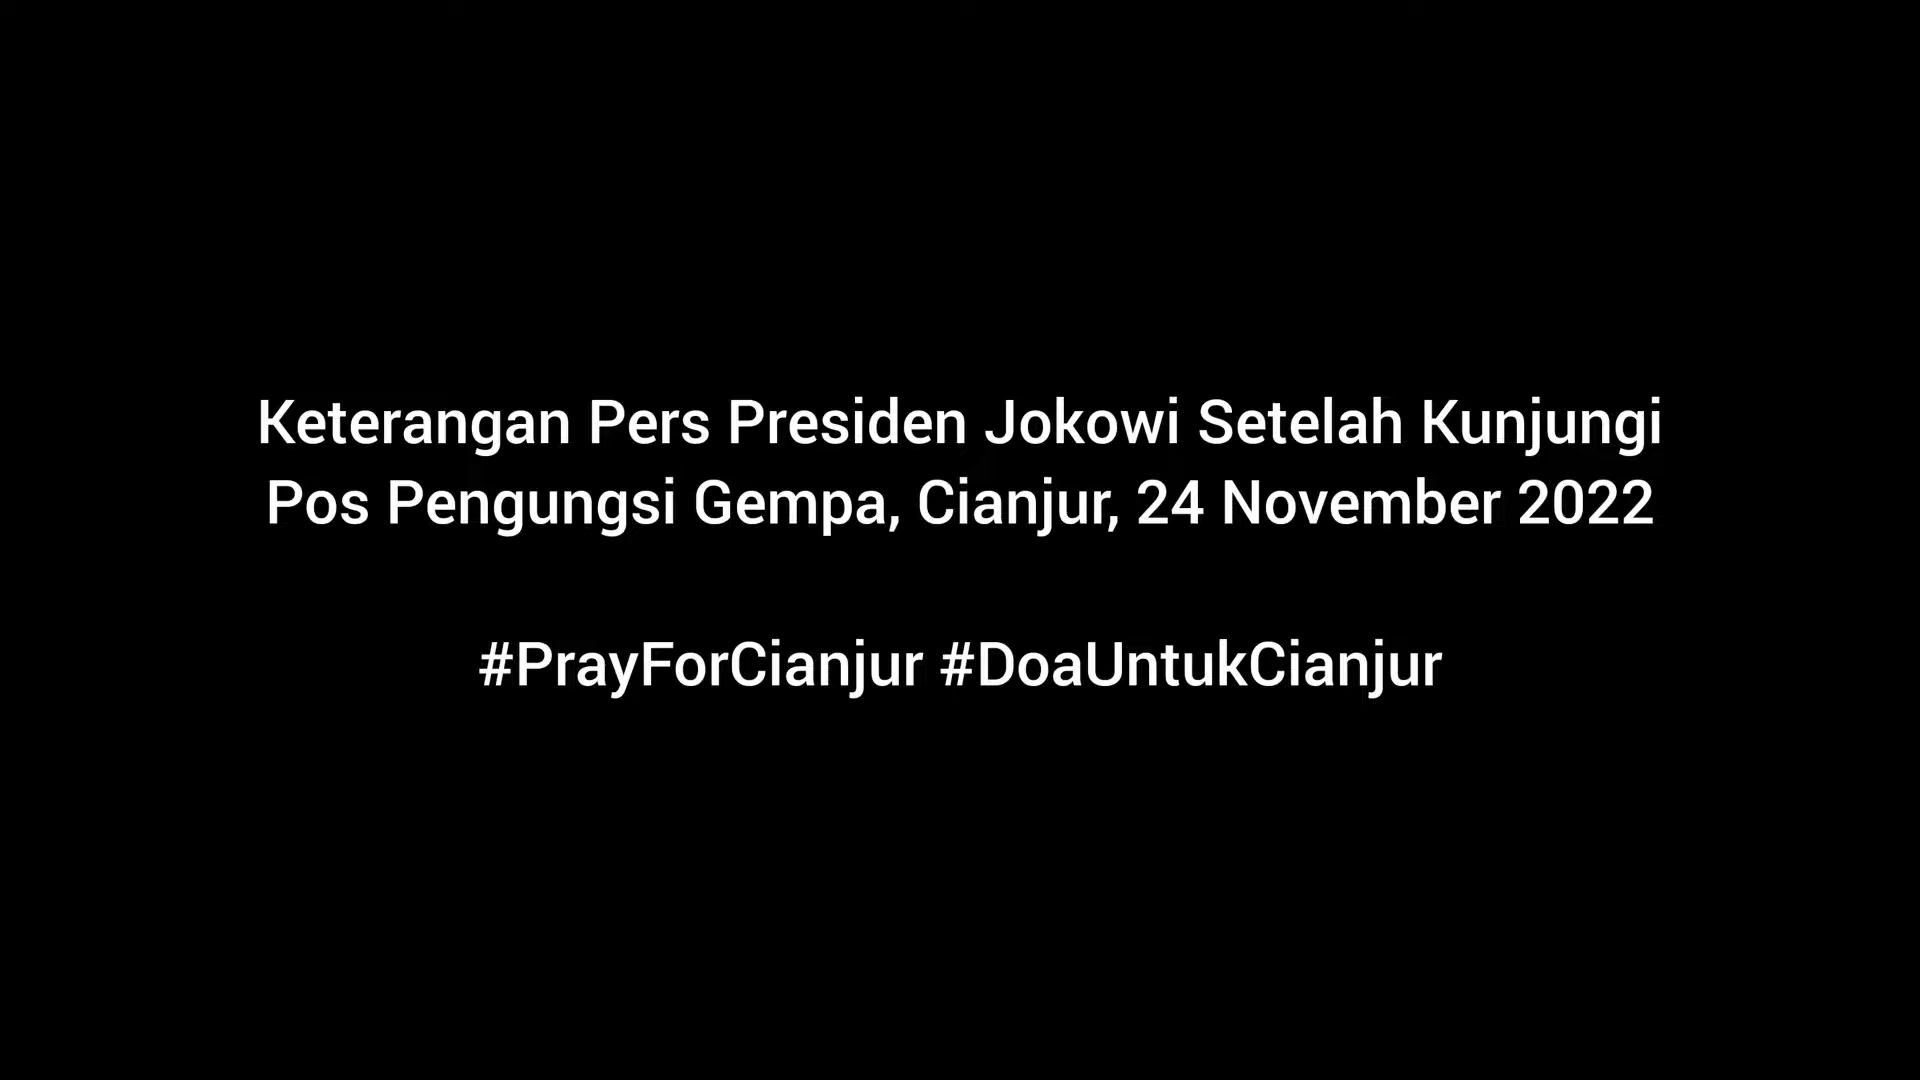 Keterangan Pers Presiden Jokowi Setelah Kunjungi
Pos Pengungsi Gempa, Cianjur, 24 November 2022
#PrayForCianjur #DoaUntukCianjur